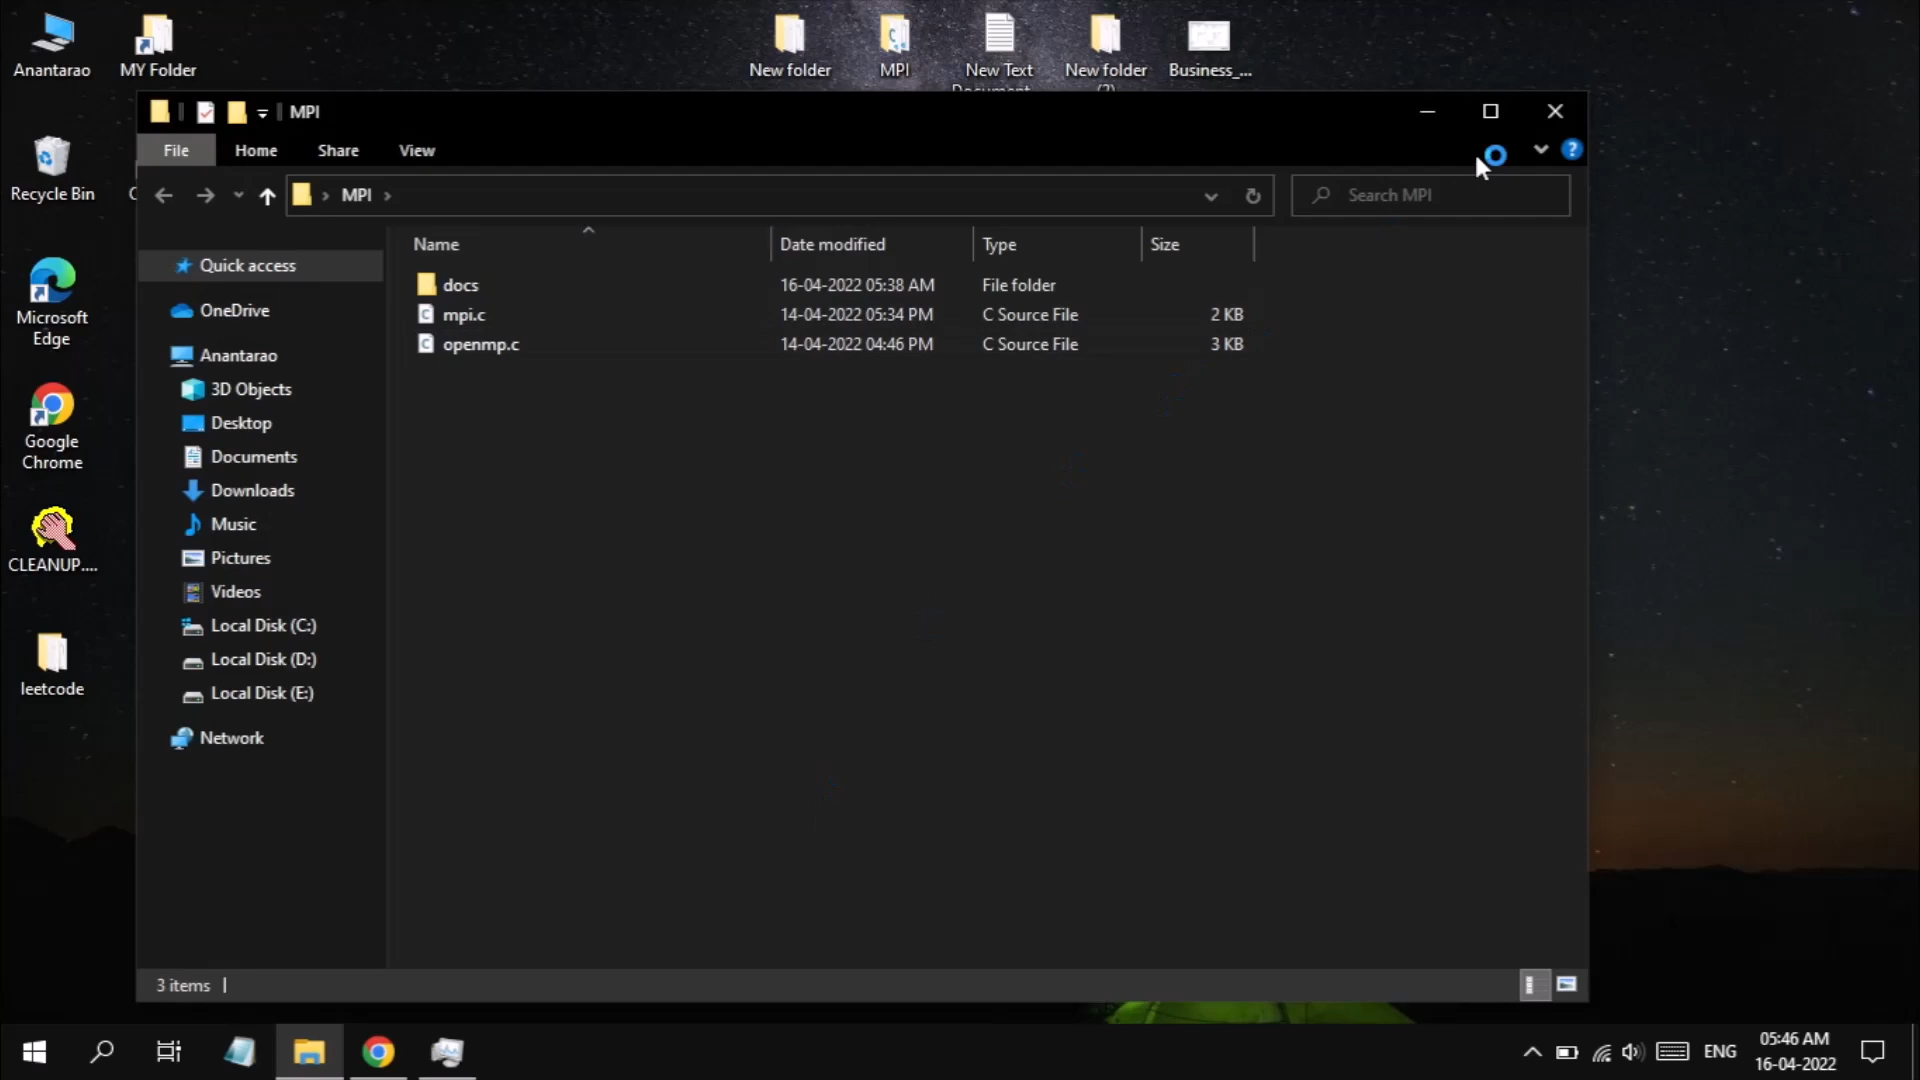 Anantarao
MY Folder
New folder
MPI
New Text
Document
New folder
(2)
Business_...
Recycle Bin
Microsoft
Edge
Google
Chrome
CLEANUP....
leetcode
MPI
File
Home
Share
View
?
MPI
Search MPI
Name
Date modified
Type
Size
docs
16-04-2022 05:38 AM
File folder
mpi.c
14-04-2022 05:34 PM
C Source File
2 KB
openmp.c
14-04-2022 04:46 PM
C Source File
3 KB
Quick access
OneDrive
Anantarao
3D Objects
Desktop
Documents
Downloads
Music
Pictures
Videos
Local Disk (C:)
Local Disk (D:)
Local Disk (E:)
Network
3 items
ENG
05:46 AM
16-04-2022